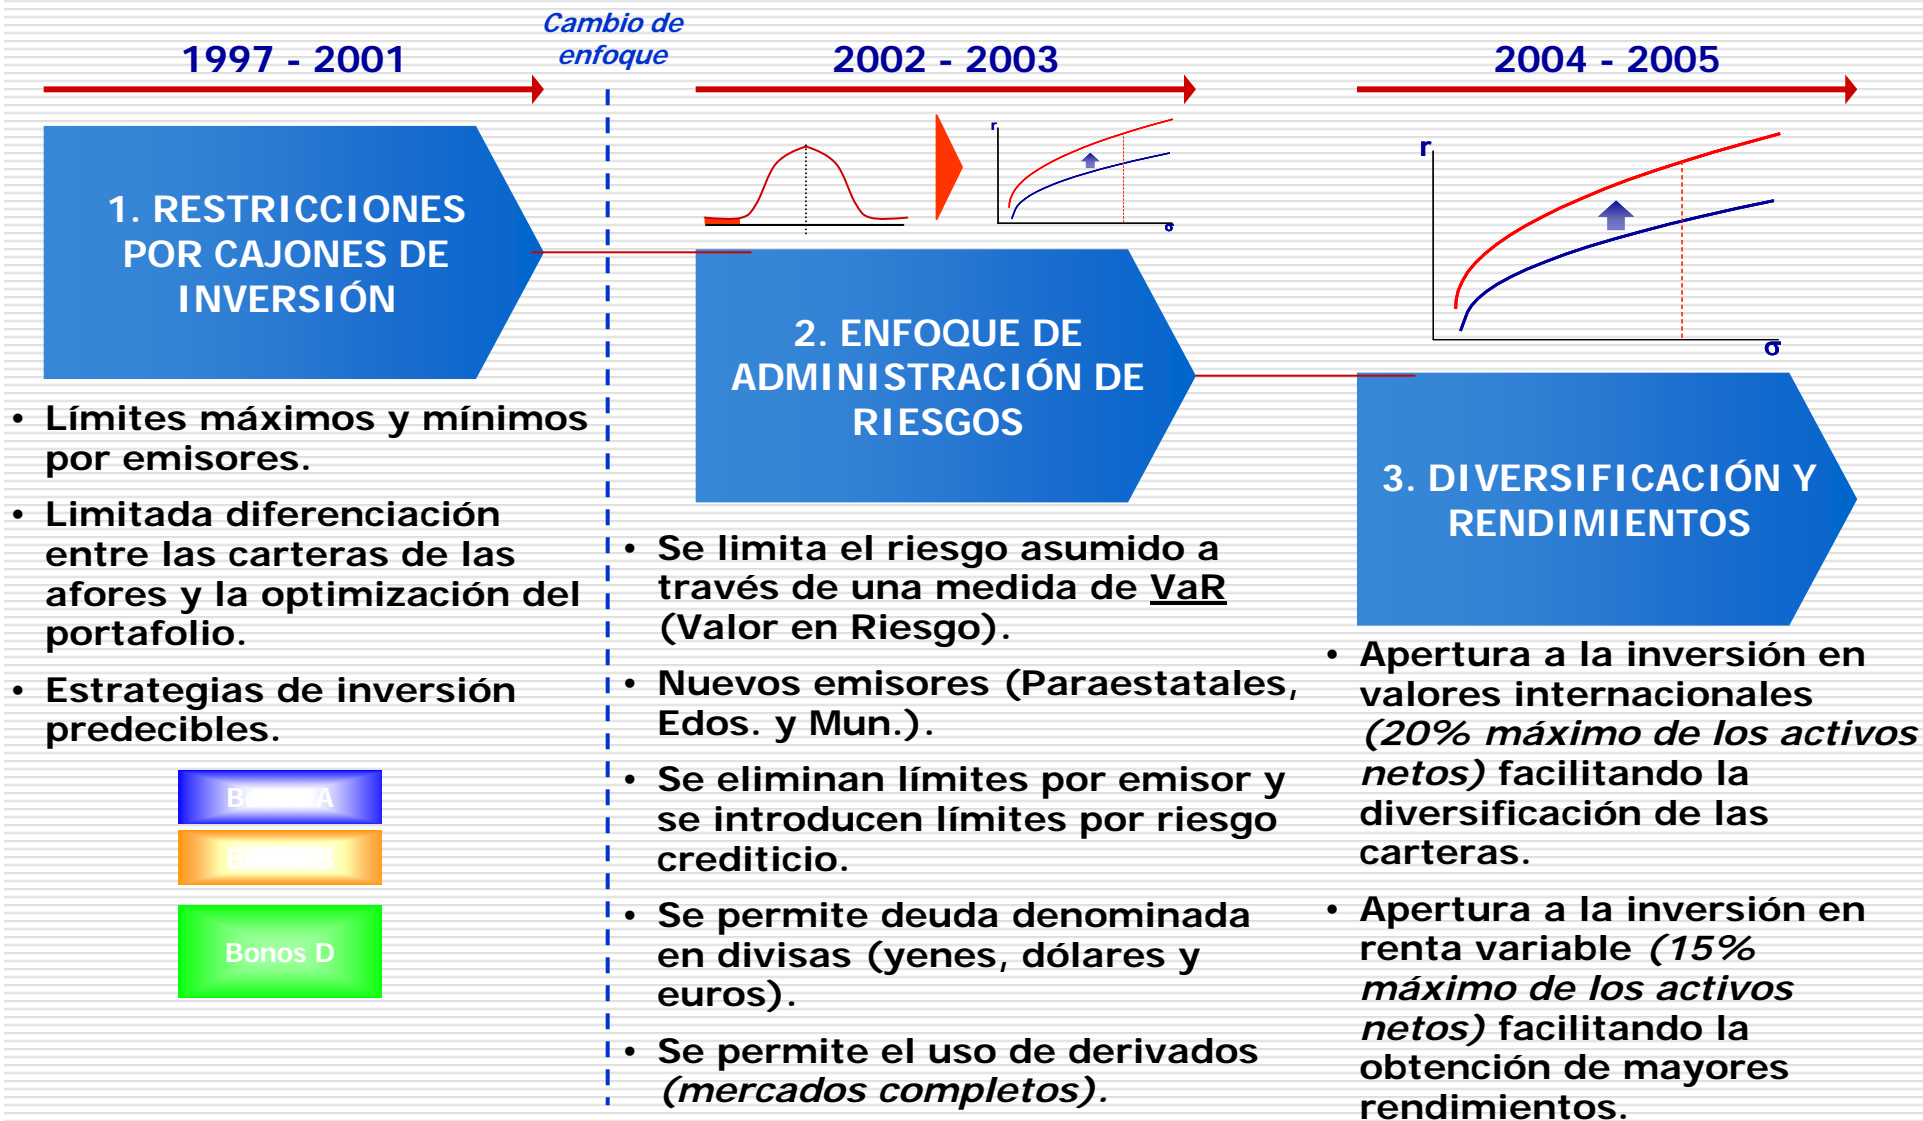 Cambio de
enfoque
1997 - 2001
1. RESTRICCIONES
POR CAJONES DE
INVERSIÓN
• Límites máximos y mínimos
por emisores.
• Limitada diferenciación
entre las carteras de las
afores y la optimización del
portafolio.
• Estrategias de inversión
predecibles.
A
Bonos D
2002 - 2003
r
σ
2. ENFOQUE DE
ADMINISTRACIÓN DE
RIESGOS
• Se limita el riesgo asumido a
través de una medida de VaR
(Valor en Riesgo).
• Nuevos emisores (Paraestatales,
Edos. y Mun.).
• Se eliminan límites por emisor y
se introducen límites por riesgo
crediticio.
• Se permite deuda denominada
en divisas (yenes, dólares y
euros).
• Se permite el uso de derivados
(mercados completos).
2004 - 2005
r
σ
3. DIVERSIFICACIÓN Y
RENDIMIENTOS
• Apertura a la inversión en
valores internacionales
(20% máximo de los activos
netos) facilitando la
diversificación de las
carteras.
• Apertura a la inversión en
renta variable (15%
máximo de los activos
netos) facilitando la
obtención de mayores
rendimientos.